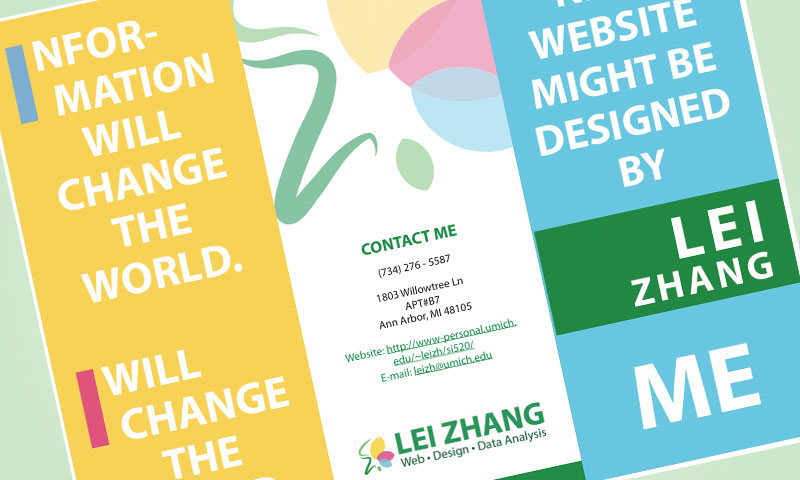 INFOR-
MATION
WILL
CHANGE
THE
WORLD.
I WILL
CHANGE
THE
CONTACT ME
(734) 276 - 5587
1803 Willowtree Ln
APT#B7
Ann Arbor, MI 48105
Website: http://www-personal.umich.
edu/~leizh/si520/
E-mail: leizh@umich.edu
LEI ZHANG
Web • Design • Data Analysis
WEBSITE
MIGHT BE
DESIGNED
BY
LEI
ZHANG
ME